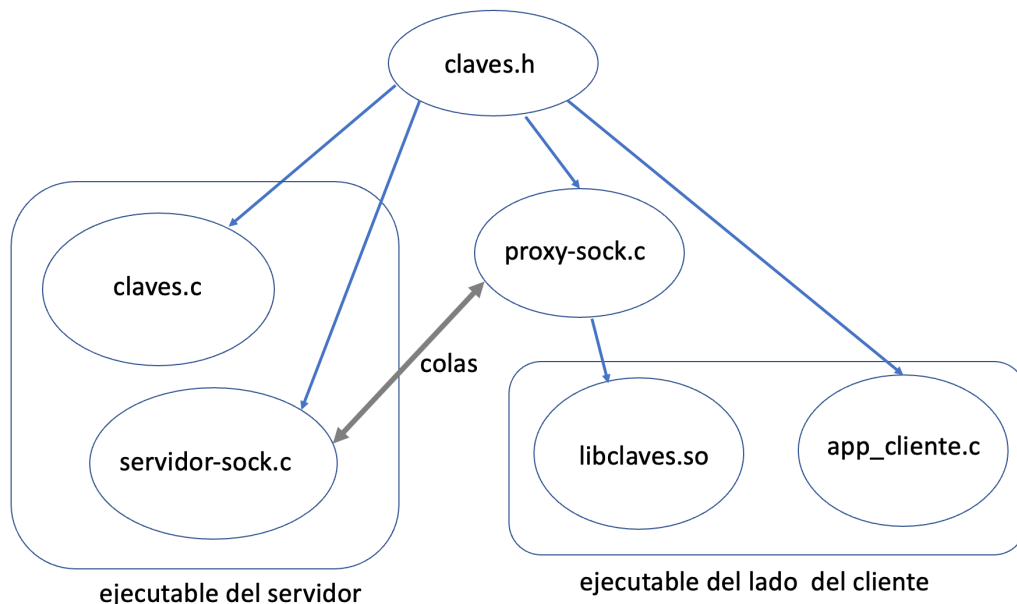 claves.h
proxy-sock.c
claves.c
colas
servidor-sock.c
libclaves.so
app_cliente.c
ejecutable del servidor
ejecutable del lado del cliente